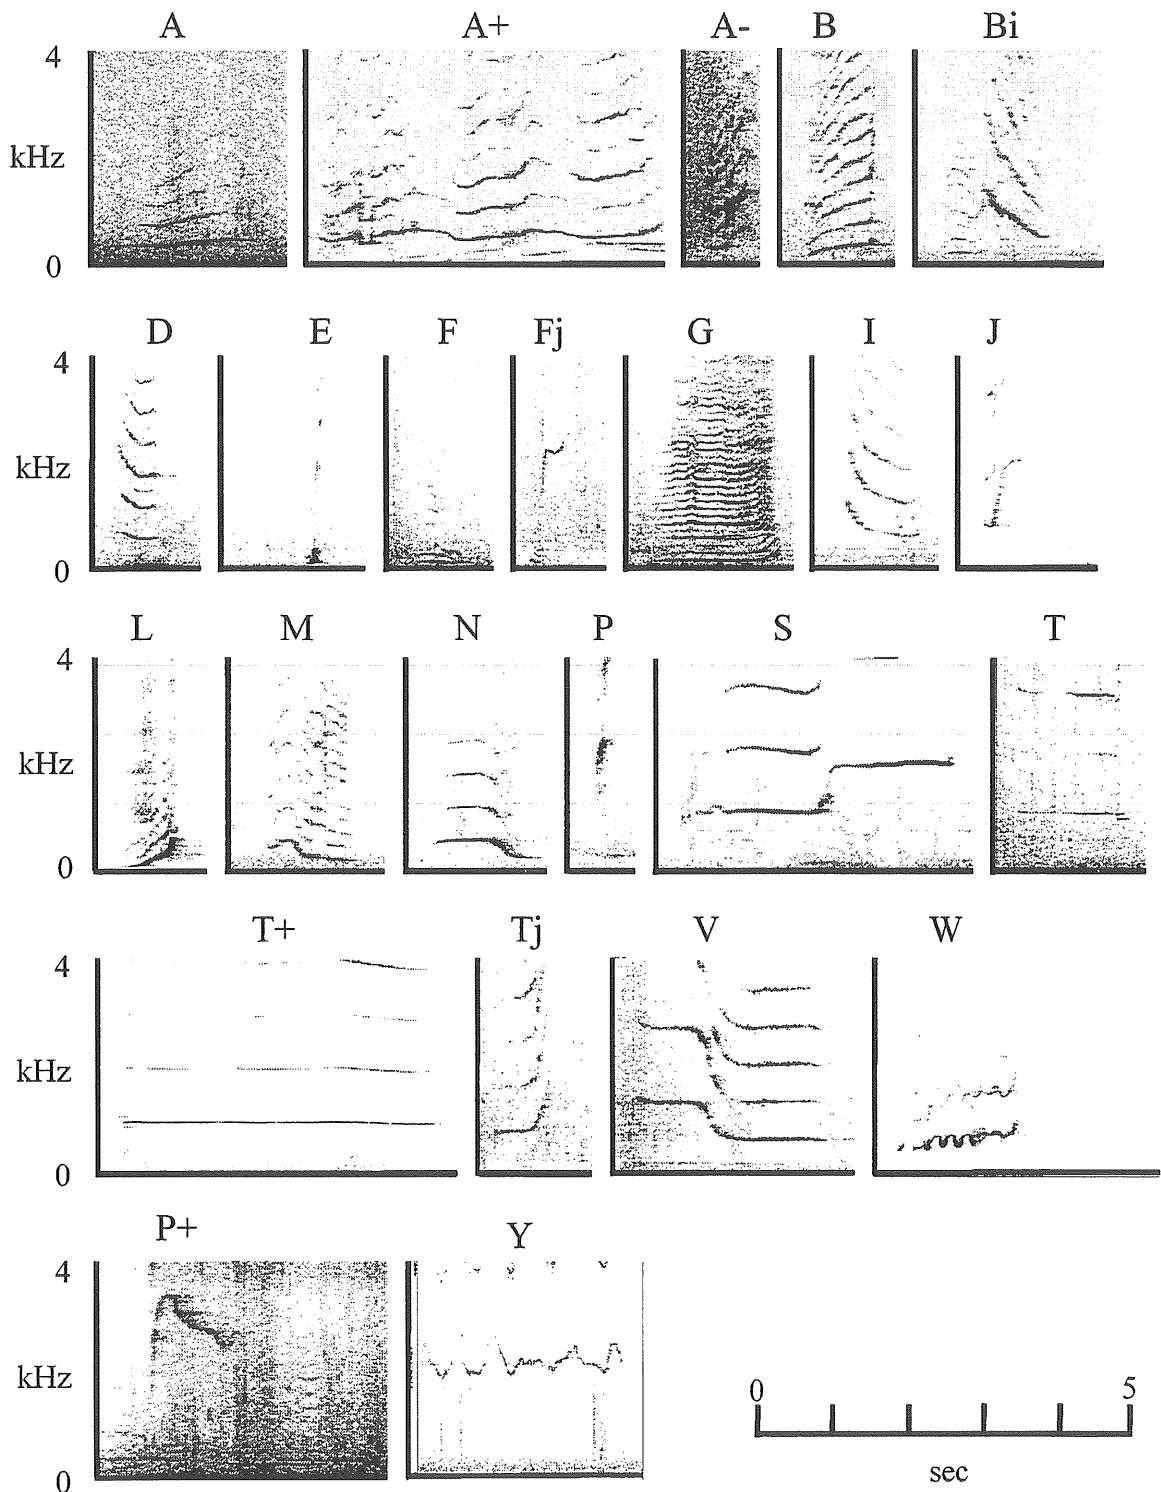 A A+ A- B Bi
4
kHz
0
D E F Fj G I J
4
kHz
0
L M N P S T
4
kHz
0
T+ Tj V W
4
kHz
0
P+ Y
4
kHz
0
0 5
sec